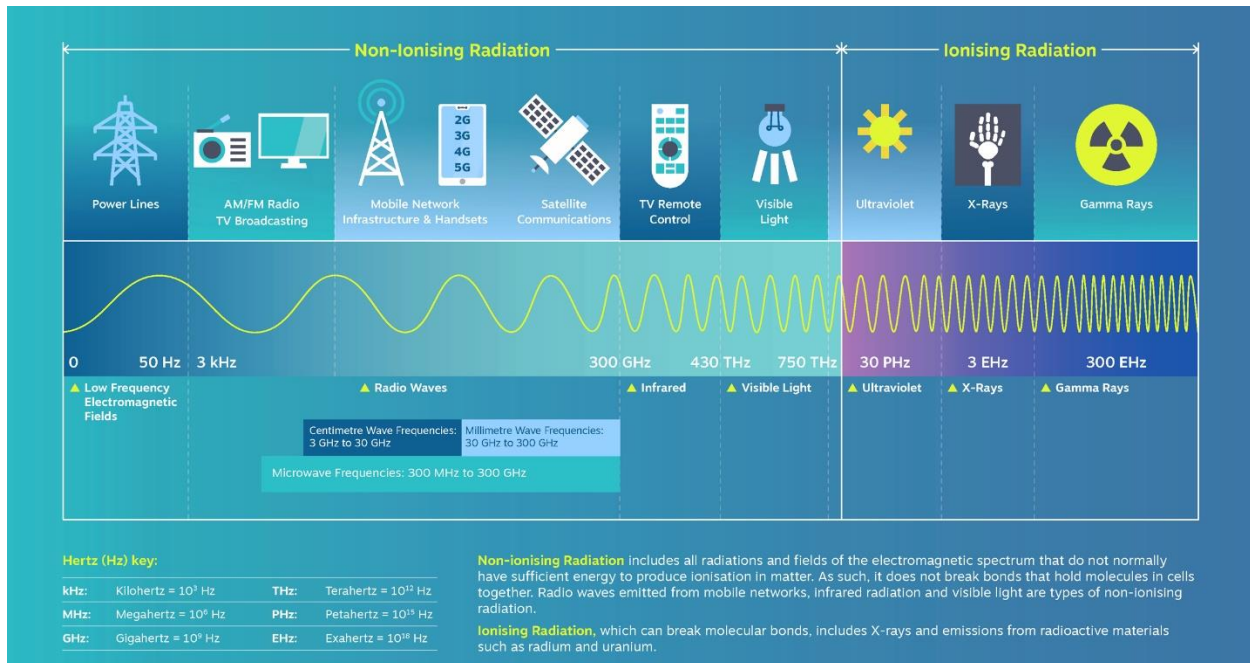 Non-Ionising Radiation
Ionising Radiation
2G
3G
4G
5G
Power Lines
AM/FM Radio
TV Broadcasting
Mobile Network
Infrastructure & Handsets
Satellite
Communications
TV Remote
Control
Visible
Light
Ultraviolet
X-Rays
Gamma Rays
0
50 Hz
3 kHz
300 GHz
430 THz
750 THz
30 PHz
3 EHz
300 EHz
Low Frequency
Electromagnetic
Fields
Radio Waves
Infrared
Visible Light
Ultraviolet
X-Rays
Gamma Rays
Centimetre Wave Frequencies:
3 GHz to 30 GHz
Millimetre Wave Frequencies:
30 GHz to 300 GHz
Microwave Frequencies: 300 MHz to 300 GHz
Hertz (Hz) key:
kHz: Kilohertz = 10³ Hz THz: Terahertz = 10¹² Hz
MHz: Megahertz = 10⁶ Hz PHz: Petahertz = 10¹⁵ Hz
GHz: Gigahertz = 10⁹ Hz EHz: Exahertz = 10¹⁸ Hz
Non-ionising Radiation includes all radiations and fields of the electromagnetic spectrum that do not normally
have sufficient energy to produce ionisation in matter. As such, it does not break bonds that hold molecules in cells
together. Radio waves emitted from mobile networks, infrared radiation and visible light are types of non-ionising
radiation.
Ionising Radiation, which can break molecular bonds, includes X-rays and emissions from radioactive materials
such as radium and uranium.